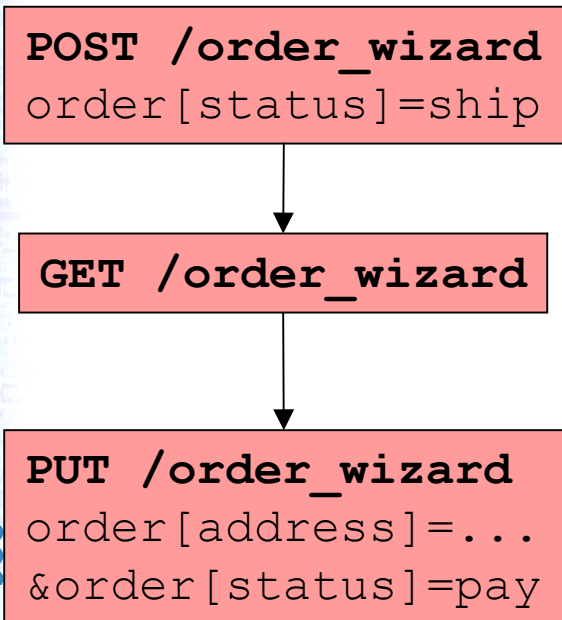 POST /order_wizard
order[status]=ship
GET /order_wizard
PUT /order_wizard
order[address]=...
&order[status]=pay